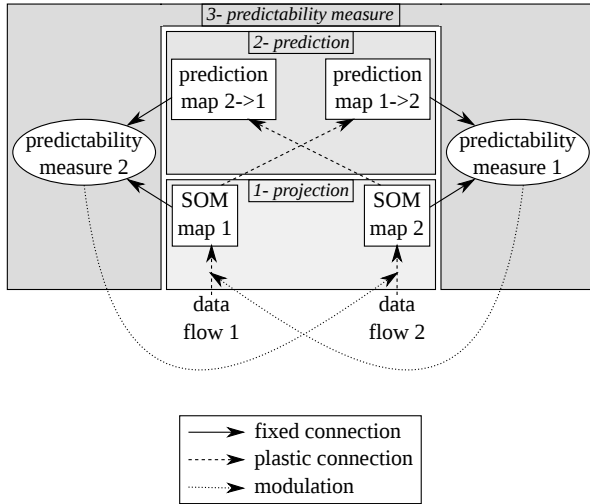 3- predictability measure
2- prediction
prediction
map 2->1
prediction
map 1->2
predictability
measure 2
predictability
measure 1
1- projection
SOM
map 1
SOM
map 2
data
flow 1
data
flow 2
fixed connection
plastic connection
modulation